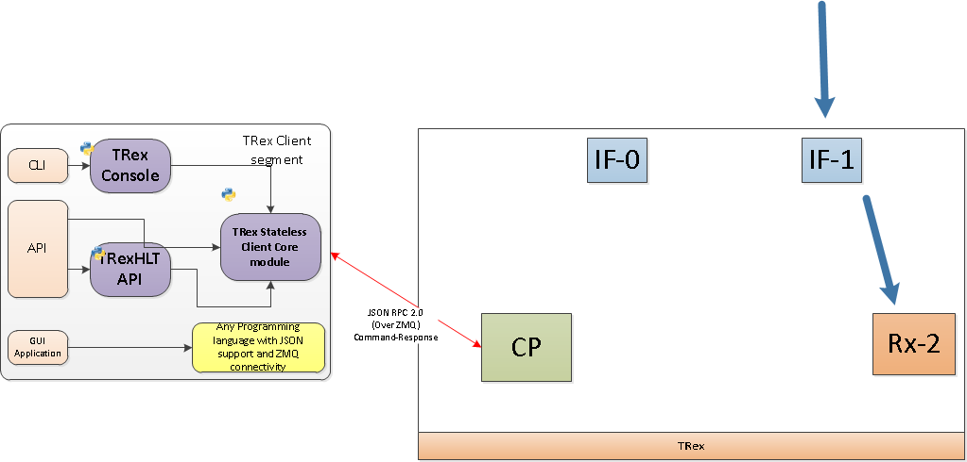 TRex Client
segment
CLI
TRex
Console
API
TRexHLT
API
TRex Stateless
Client Core
module
GUI
Application
Any Programming
language with JSON
support and ZMQ
connectivity
JSON RPC 2.0
(Over ZMQ)
Command-Response
IF-0
IF-1
CP
Rx-2
TRex